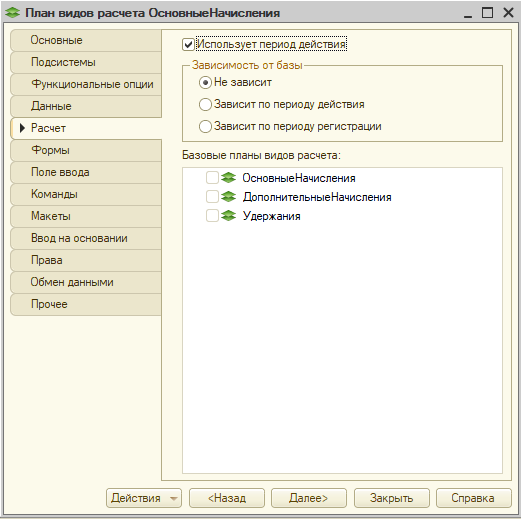 План видов расчета ОсновныеНачисления
Основные
Подсистемы
Функциональные опции
Данные
Расчет
Формы
Поле ввода
Команды
Макеты
Ввод на основании
Права
Обмен данными
Прочее
Использует период действия
Зависимость от базы
Не зависит
Зависит по периоду действия
Зависит по периоду регистрации
Базовые планы видов расчета:
ОсновныеНачисления
ДополнительныеНачисления
Удержания
Действия
<Назад
Далее>
Закрыть
Справка